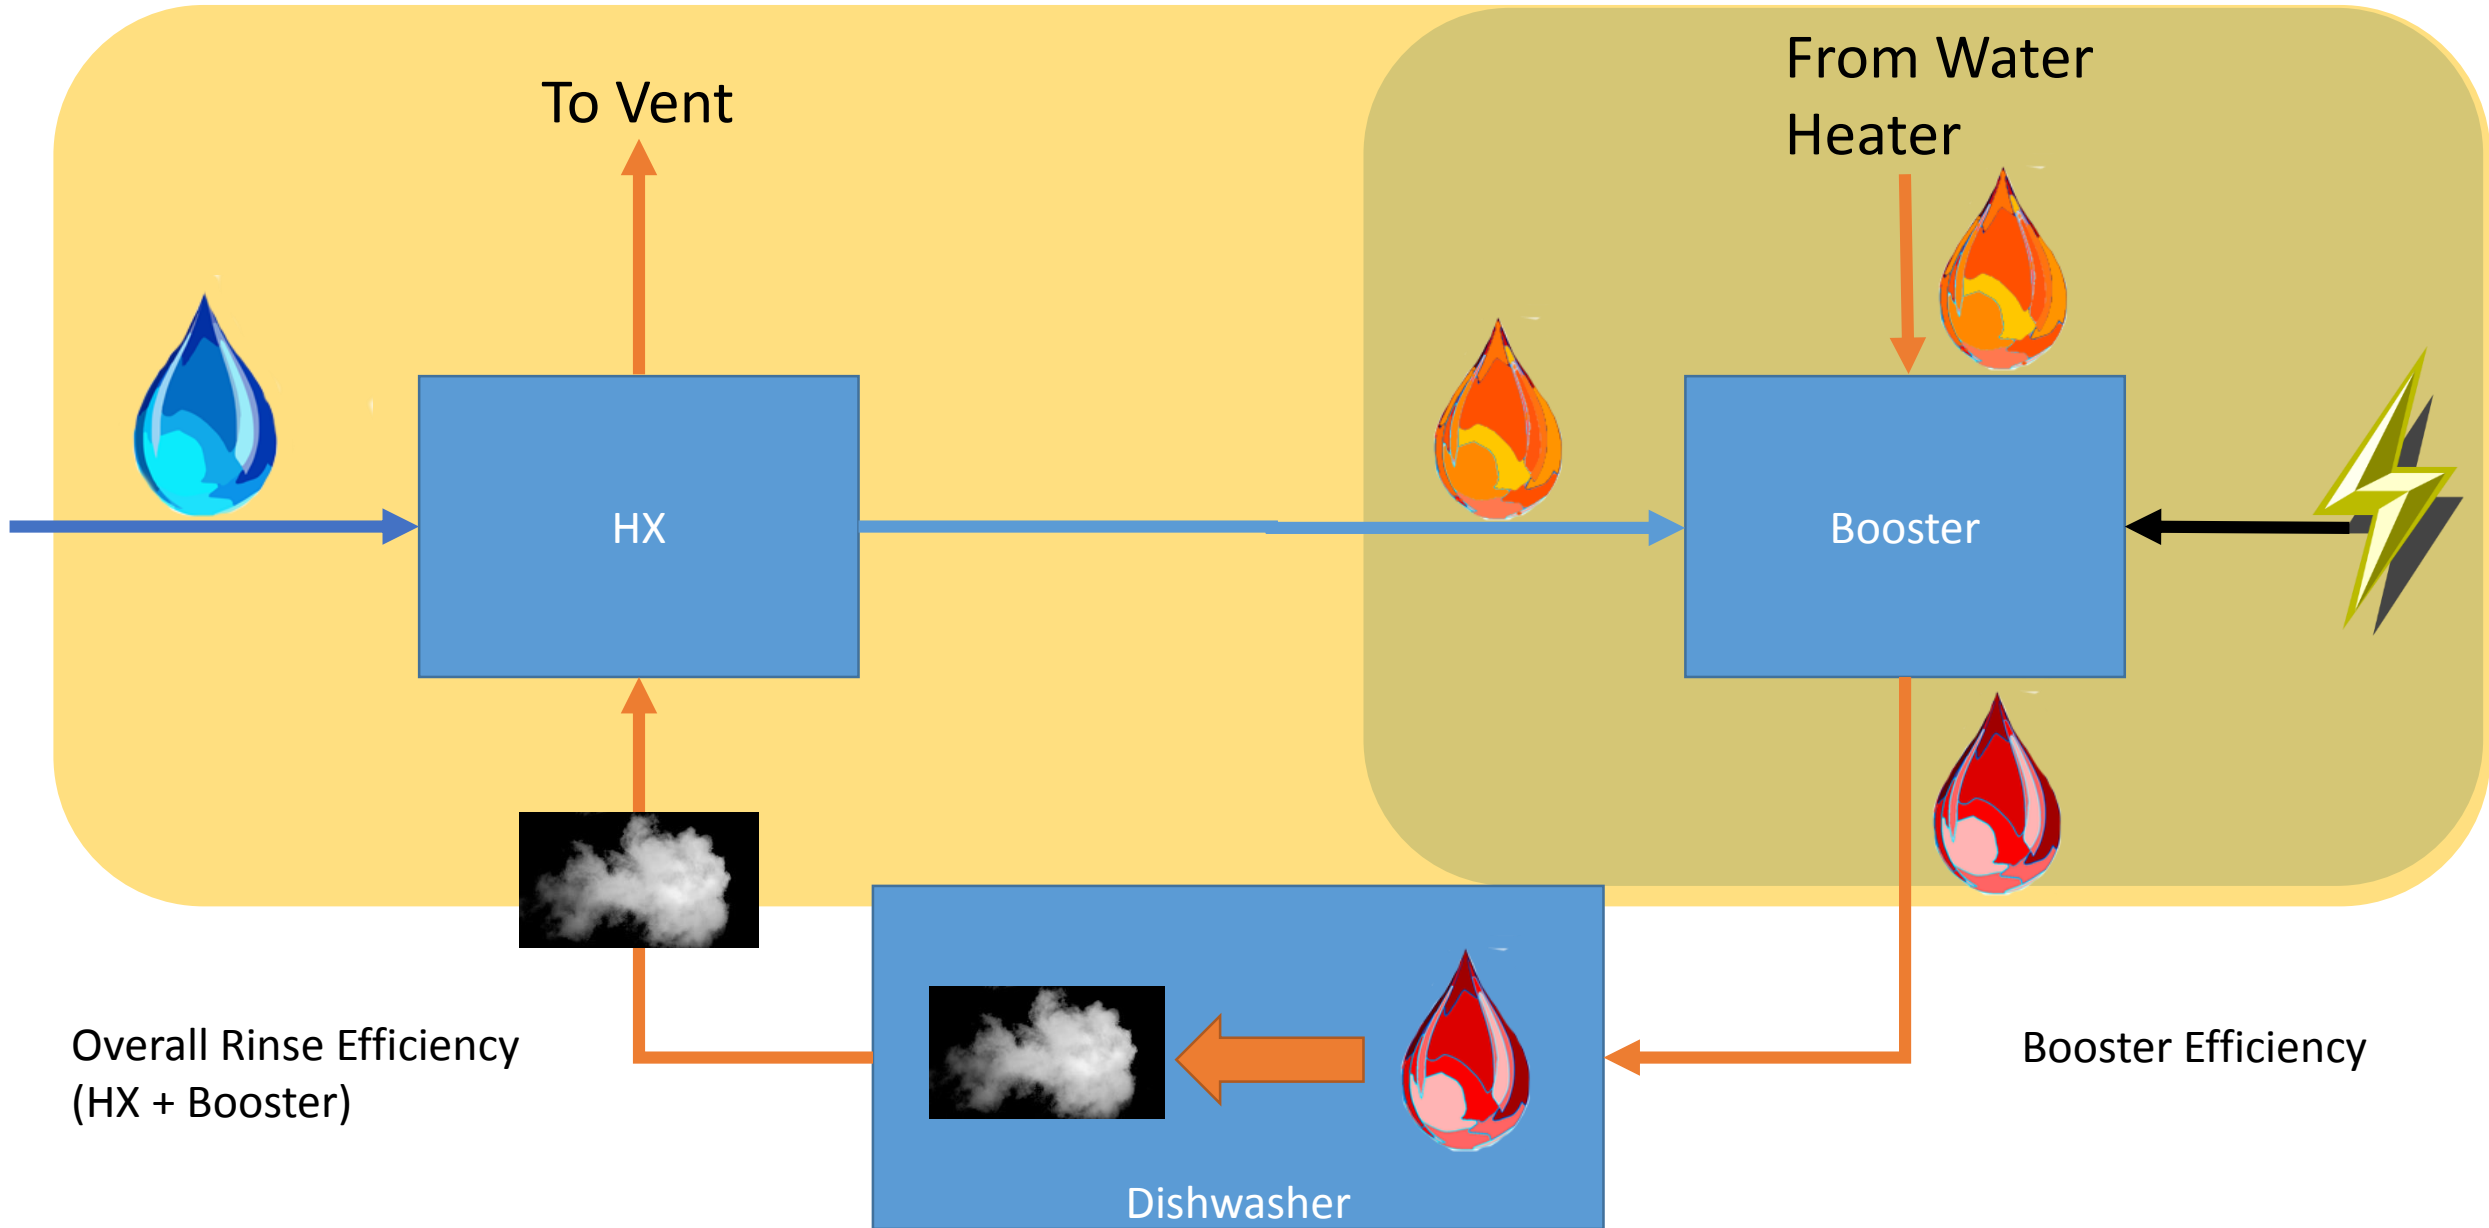 To Vent
From Water
Heater
HX
Booster
Overall Rinse Efficiency
(HX + Booster)
Booster Efficiency
Dishwasher